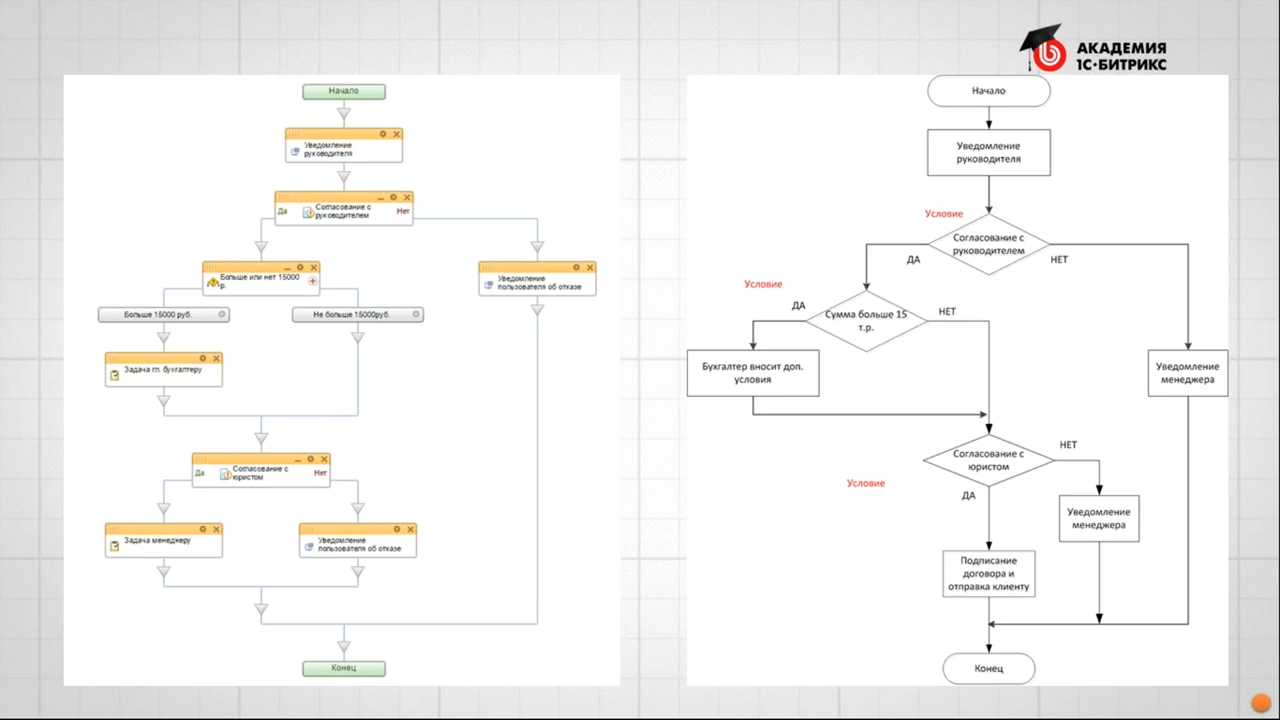 АКАДЕМИЯ
1С·БИТРИКС
Начало
Уведомление
руководителя
Да
Согласование с
руководителем
Нет
Больше или нет 15000
р.
Уведомление
пользователя об отказе
Больше 15000 руб.
Не больше 15000руб.
Задача гл. бухгалтеру
Да
Согласование с
юристом
Нет
Задача менеджеру
Уведомление
пользователя об отказе
Конец
Начало
Уведомление
руководителя
Условие
Согласование с
руководителем
ДА
НЕТ
Условие
ДА
Сумма больше 15
т.р.
НЕТ
Бухгалтер вносит доп.
условия
Уведомление
менеджера
Согласование с
юристом
НЕТ
Условие
ДА
Уведомление
менеджера
Подписание
договора и
отправка клиенту
Конец